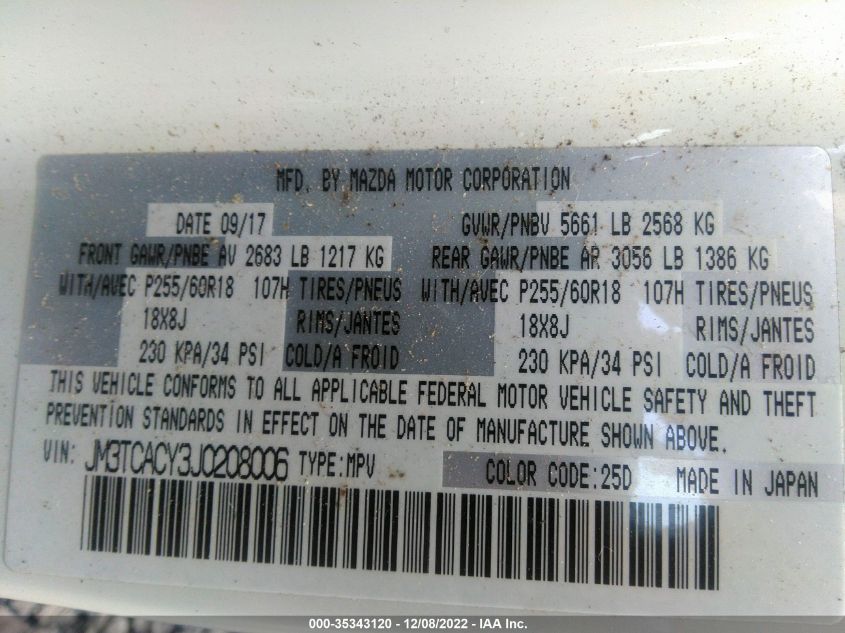 MFD. BY MAZDA MOTOR CORPORATION
DATE 09/17 GVWR/PNBV 5661 LB 2568 KG
FRONT GAWR/PNBE AV 2683 LB 1217 KG REAR GAWR/PNBE AR 3056 LB 1386 KG
WITH/AVEC P255/60R18 107H TIRES/PNEUS WITH/AVEC P255/60R18 107H TIRES/PNEUS
18X8J RIMS/JANTES 18X8J RIMS/JANTES
230 KPA/34 PSI COLD/A FROID 230 KPA/34 PSI COLD/A FROID
THIS VEHICLE CONFORMS TO ALL APPLICABLE FEDERAL MOTOR VEHICLE SAFETY AND THEFT
PREVENTION STANDARDS IN EFFECT ON THE DATE OF MANUFACTURE SHOWN ABOVE.
VIN: JM3TCACY3J0208006 TYPE:MPV COLOR CODE:25D MADE IN JAPAN
000-35343120 - 12/08/2022 - IAA Inc.